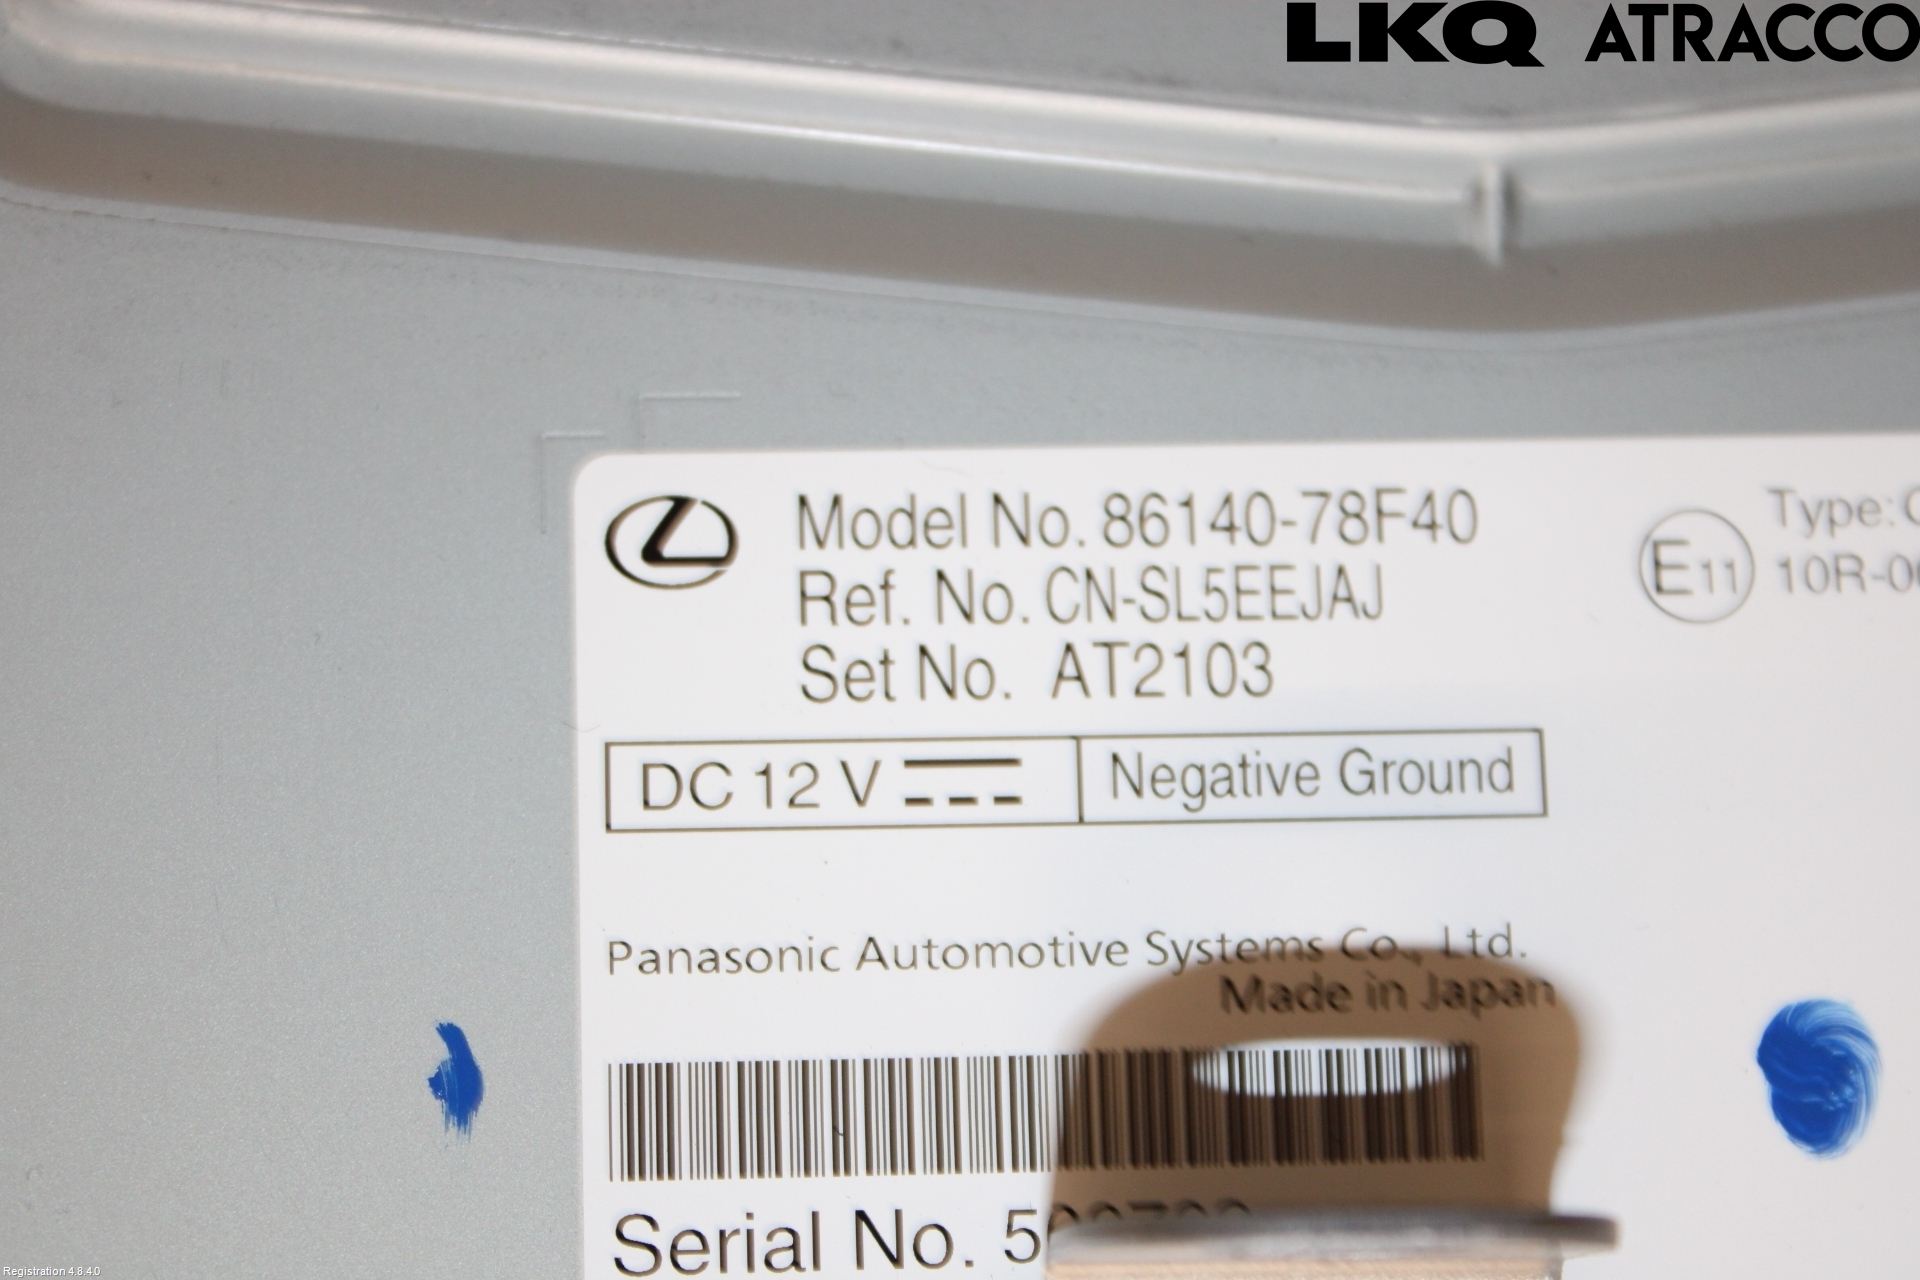 LKQ ATRACCO
Model No. 86140-78F40
Ref. No. CN-SL5EEJAJ
Set No. AT2103
E11
Type:
10R-
DC 12 V
Negative Ground
Panasonic Automotive Systems Co., Ltd.
Made in Japan
Serial No.
Registration 4.8.4.0